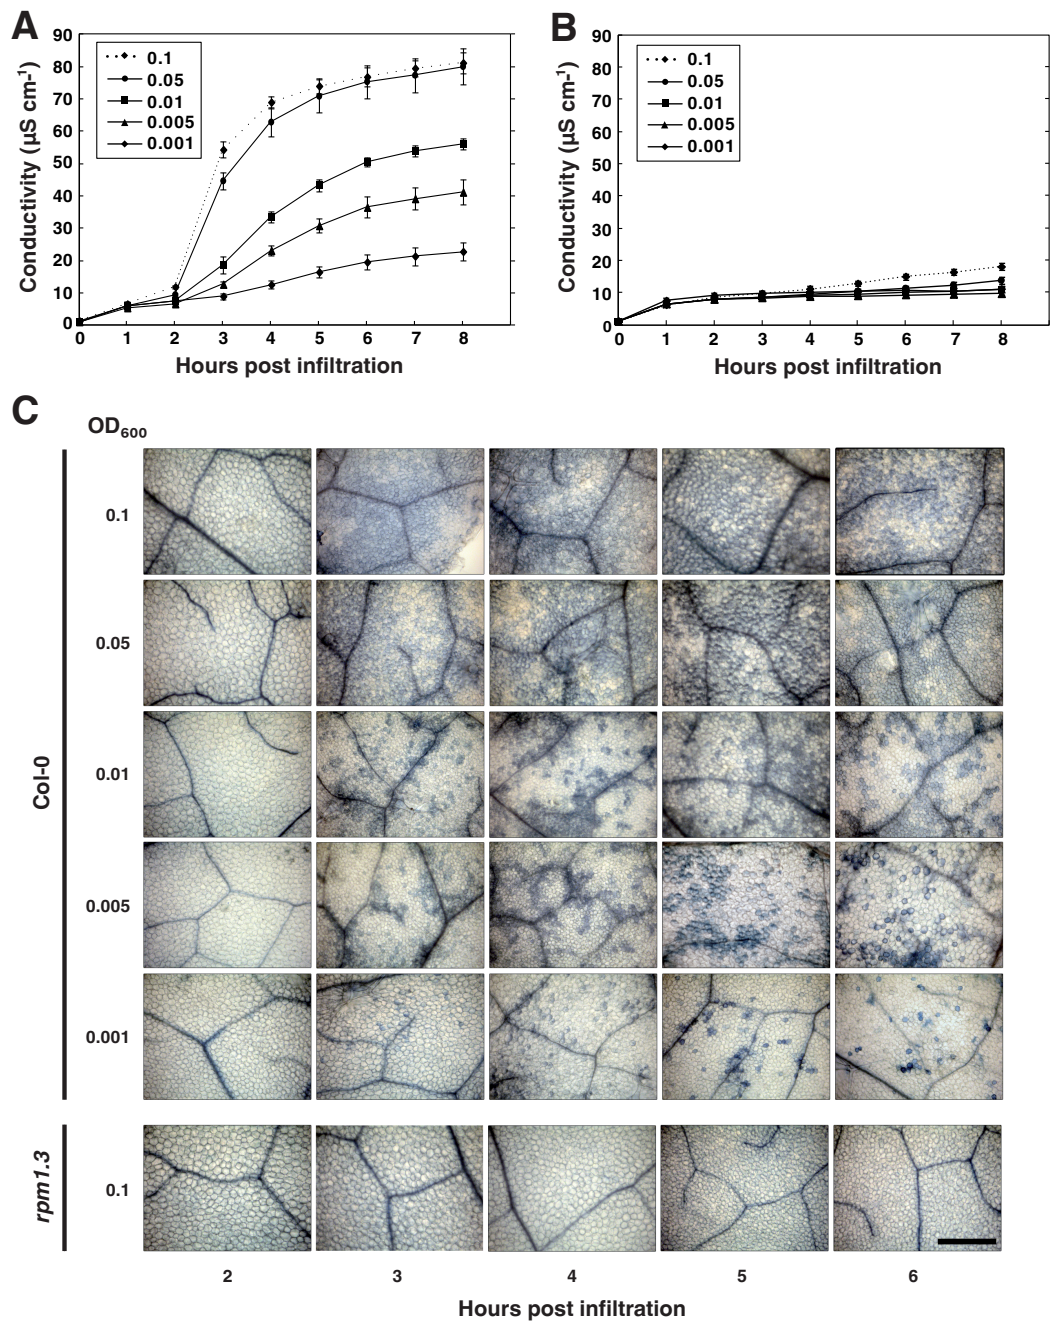 A
90
80
70
60
50
40
30
20
10
0
Conductivity (µS cm-1)
0.1
0.05
0.01
0.005
0.001
0 1 2 3 4 5 6 7 8
Hours post infiltration
B
90
80
70
60
50
40
30
20
10
0
Conductivity (µS cm-1)
0.1
0.05
0.01
0.005
0.001
0 1 2 3 4 5 6 7 8
Hours post infiltration
C
OD600
Col-0
0.1
0.05
0.01
0.005
0.001
rpm1.3
0.1
2 3 4 5 6
Hours post infiltration